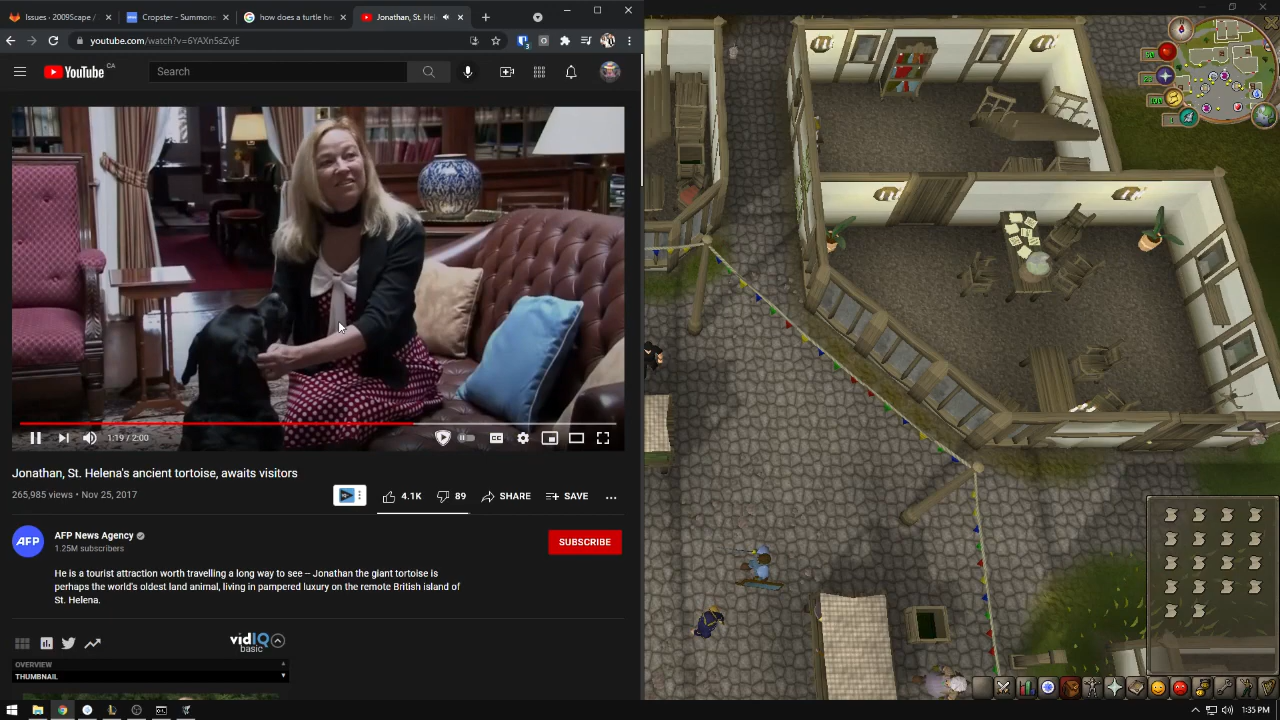 Issues · 2009Scape /
Cropster - Summone
how does a turtle he
Jonathan, St. Hel
youtube.com/watch?v=6YAXn5sZvjE
YouTube CA
Search
1:19 / 2:00
Jonathan, St. Helena's ancient tortoise, awaits visitors
265,985 views • Nov 25, 2017
4.1K
89
SHARE
SAVE
AFP
AFP News Agency
1.25M subscribers
SUBSCRIBE
He is a tourist attraction worth travelling a long way to see – Jonathan the giant tortoise is
perhaps the world's oldest land animal, living in pampered luxury on the remote British island of
St. Helena.
vidIQ
basic
OVERVIEW
THUMBNAIL
1:35 PM